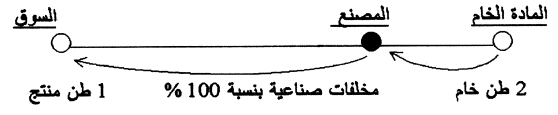 المادة الخام المصنع السوق
2 طن خام مخلفات صناعية بنسبة 100 % 1 طن منتج